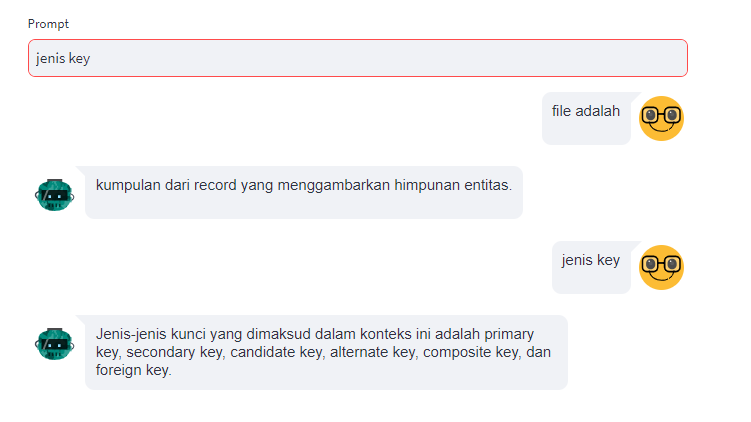 Prompt
jenis key
file adalah
kumpulan dari record yang menggambarkan himpunan entitas.
jenis key
Jenis-jenis kunci yang dimaksud dalam konteks ini adalah primary
key, secondary key, candidate key, alternate key, composite key, dan
foreign key.